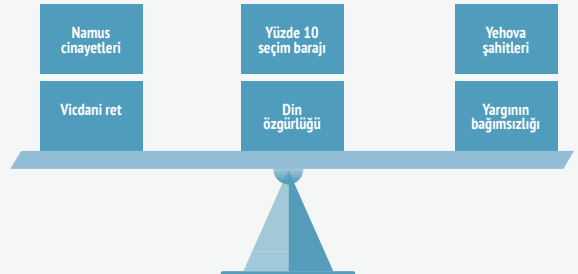 Namus
cinayetleri
Yüzde 10
seçim barajı
Yehova
şahitleri
Vicdani ret
Din
özgürlüğü
Yargının
bağımsızlığı